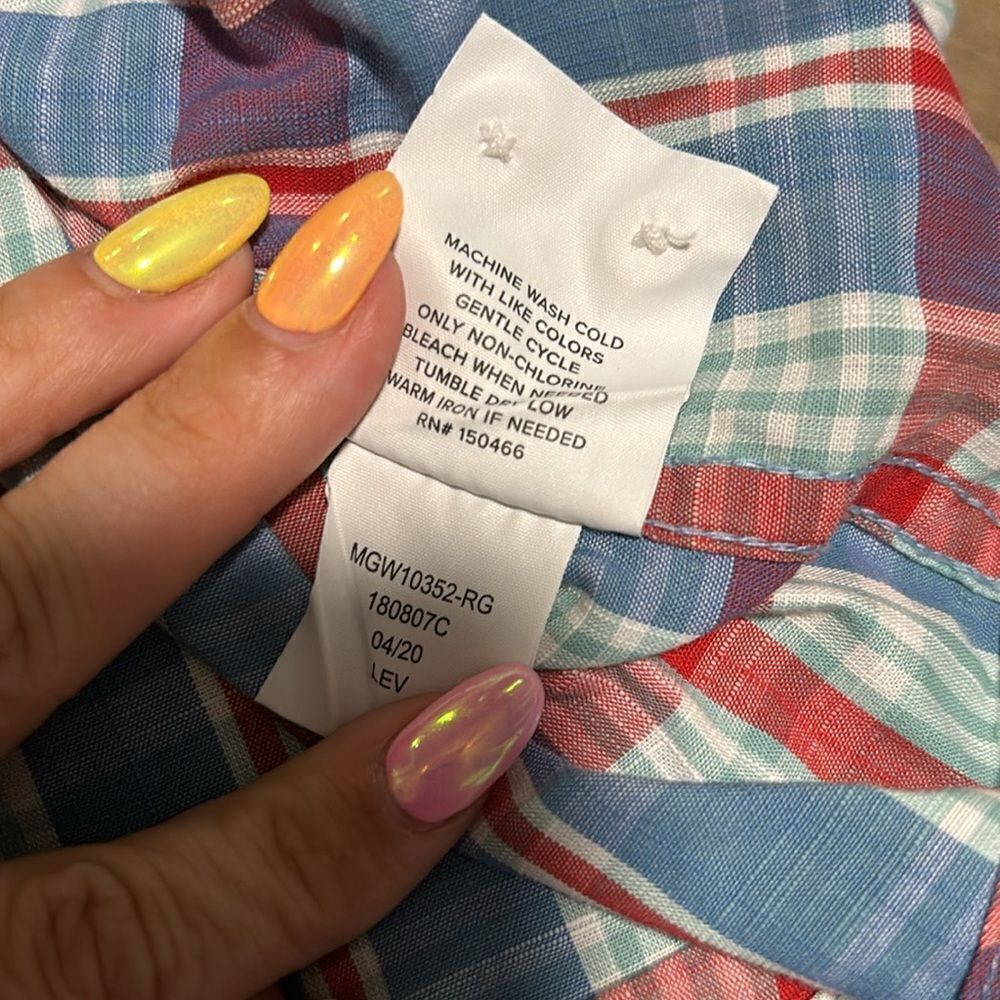 MACHINE WASH COLD
WITH LIKE COLORS
GENTLE CYCLE
ONLY NON-CHLORINE
BLEACH WHEN NEEDED
TUMBLE DRY LOW
WARM IRON IF NEEDED
RN# 150466
MGW10352-RG
180807C
04/20
LEV